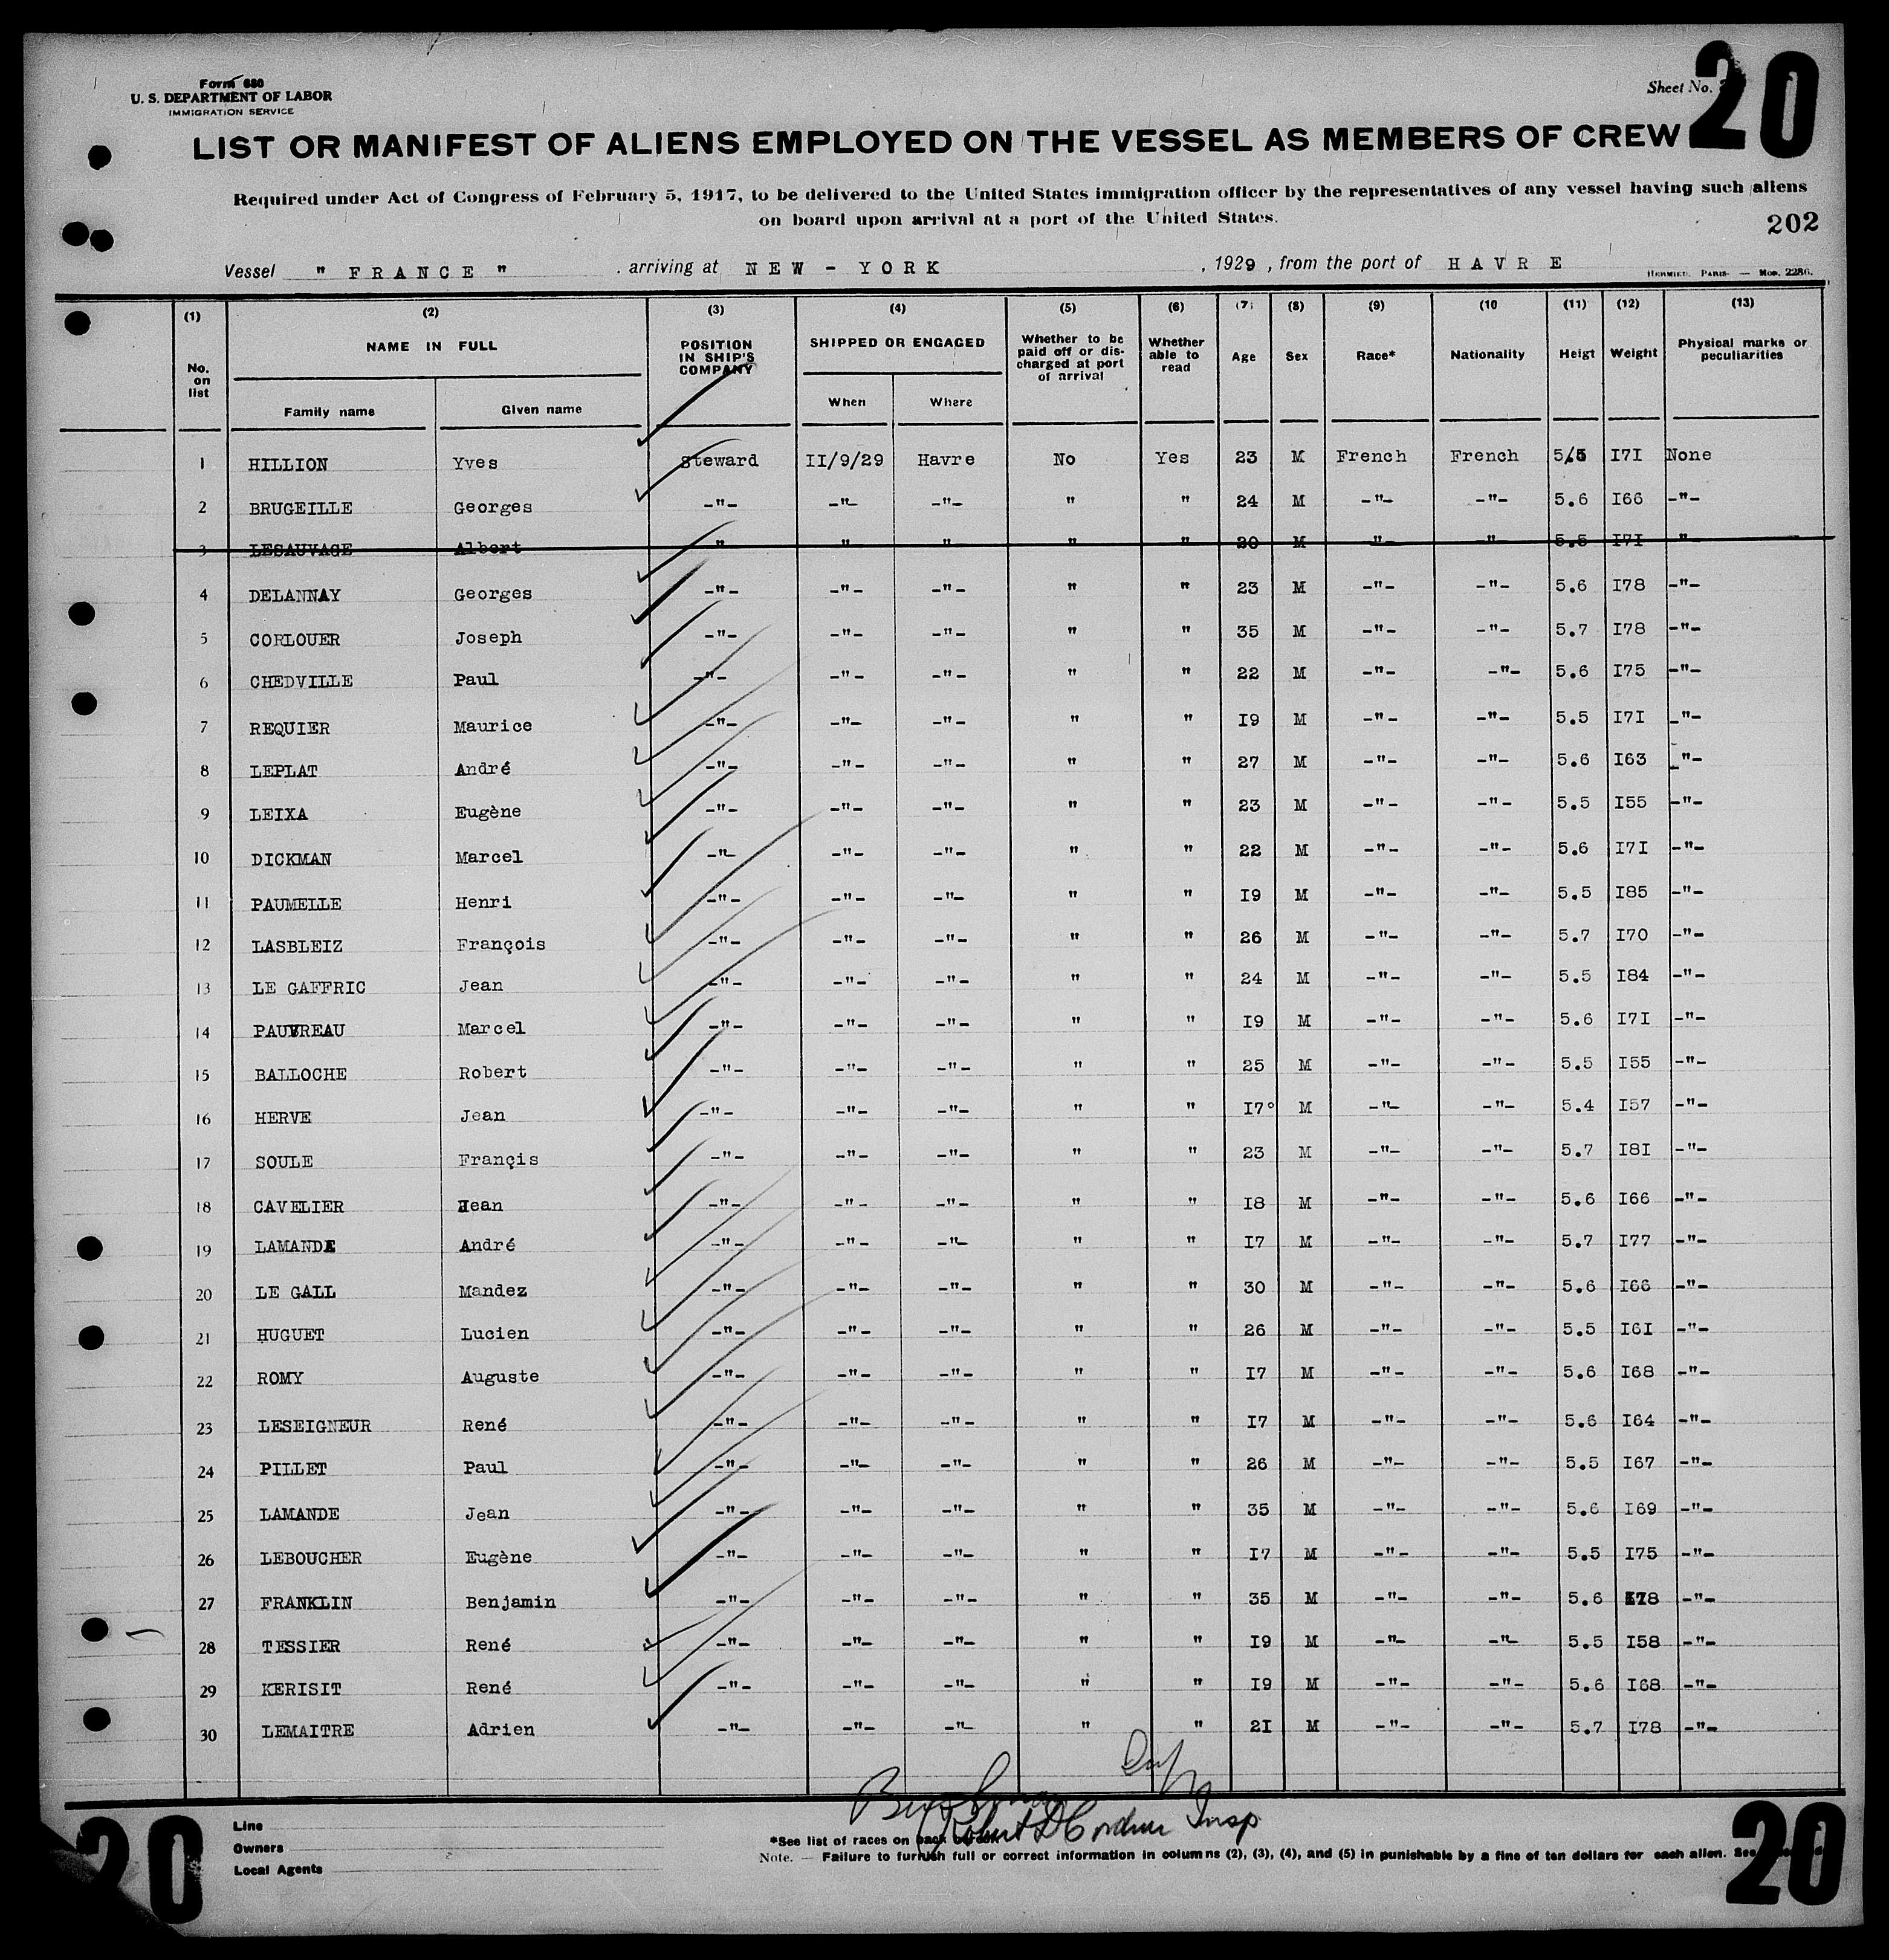 20
Form 680
U. S. DEPARTMENT OF LABOR
IMMIGRATION SERVICE
Sheet No.
LIST OR MANIFEST OF ALIENS EMPLOYED ON THE VESSEL AS MEMBERS OF CREW
Required under Act of Congress of February 5, 1917, to be delivered to the United States immigration officer by the representatives of any vessel having such aliens
on board upon arrival at a port of the United States.
202
Vessel " FRANCE " . arriving at NEW - YORK , 1929 , from the port of HAVRE
HERMIEU. PARIS- — MOD. 2286.
(1) (2) (3) (4) (5) (6) (7) (8) (9) (10 (11) (12) (13)
No. on list NAME IN FULL POSITION IN SHIP'S COMPANY SHIPPED OR ENGAGED Whether to be paid off or discharged at port of arrival Whether able to read Age Sex Race* Nationality Heigt Weight Physical marks or peculiarities
Family name Given name When Where
1 HILLION Yves Steward II/9/29 Havre No Yes 23 M French French 5/5 I7I None
2 BRUGEILLE Georges -"- -"- -"- " " 24 M -"- -"- 5.6 I66 -"-
3 LESAUVAGE Albert " " " " " 20 M " " 5.5 I7I "
4 DELANNAY Georges -"- -"- -"- " " 23 M -"- -"- 5.6 I78 -"-
5 CORLOUER Joseph -"- -"- -"- " " 35 M -"- -"- 5.7 I78 -"-
6 CHEDVILLE Paul -"- -"- -"- " " 22 M -"- -"- 5.6 I75 -"-
7 REQUIER Maurice -"- -"- -"- " " I9 M -"- -"- 5.5 I7I -"-
8 LEPLAT André -"- -"- -"- " " 27 M -"- -"- 5.6 I63 -"-
9 LEIXA Eugène -"- -"- -"- " " 23 M -"- -"- 5.5 I55 -"-
10 DICKMAN Marcel -"- -"- -"- " " 22 M -"- -"- 5.6 I7I -"-
11 PAUMELLE Henri -"- -"- -"- " " I9 M -"- -"- 5.5 I85 -"-
12 LASBLEIZ François -"- -"- -"- " " 26 M -"- -"- 5.7 I70 -"-
13 LE GAFFRIC Jean -"- -"- -"- " " 24 M -"- -"- 5.5 I84 -"-
14 PAUVREAU Marcel -"- -"- -"- " " I9 M -"- -"- 5.6 I7I -"-
15 BALLOCHE Robert -"- -"- -"- " " 25 M -"- -"- 5.5 I55 -"-
16 HERVE Jean -"- -"- -"- " " I7° M -"- -"- 5.4 I57 -"-
17 SOULE Françis -"- -"- -"- " " 23 M -"- -"- 5.7 I8I -"-
18 CAVELIER Jean -"- -"- -"- " " I8 M -"- -"- 5.6 I66 -"-
19 LAMANDE André -"- -"- -"- " " I7 M -"- -"- 5.7 I77 -"-
20 LE GALL Mandez -"- -"- -"- " " 30 M -"- -"- 5.6 I66 -"-
21 HUGUET Lucien -"- -"- -"- " " 26 M -"- -"- 5.5 I6I -"-
22 ROMY Auguste -"- -"- -"- " " I7 M -"- -"- 5.6 I68 -"-
23 LESEIGNEUR René -"- -"- -"- " " I7 M -"- -"- 5.6 I64 -"-
24 PILLET Paul -"- -"- -"- " " 26 M -"- -"- 5.5 I67 -"-
25 LAMANDE Jean -"- -"- -"- " " 35 M -"- -"- 5.6 I69 -"-
26 LEBOUCHER Eugène -"- -"- -"- " " I7 M -"- -"- 5.5 I75 -"-
27 FRANKLIN Benjamin -"- -"- -"- " " 35 M -"- -"- 5.6 I78 -"-
28 TESSIER René -"- -"- -"- " " I9 M -"- -"- 5.5 I58 -"-
29 KERISIT René -"- -"- -"- " " I9 M -"- -"- 5.6 I68 -"-
30 LEMAITRE Adrien -"- -"- -"- " " 2I M -"- -"- 5.7 I78 -"-
Robert Insp
20
Line
Owners
Local Agents
*See list of races on back
Note. — Failure to furnish full or correct information in columns (2), (3), (4), and (5) in punishable by a fine of ten dollars for each alien. See
20